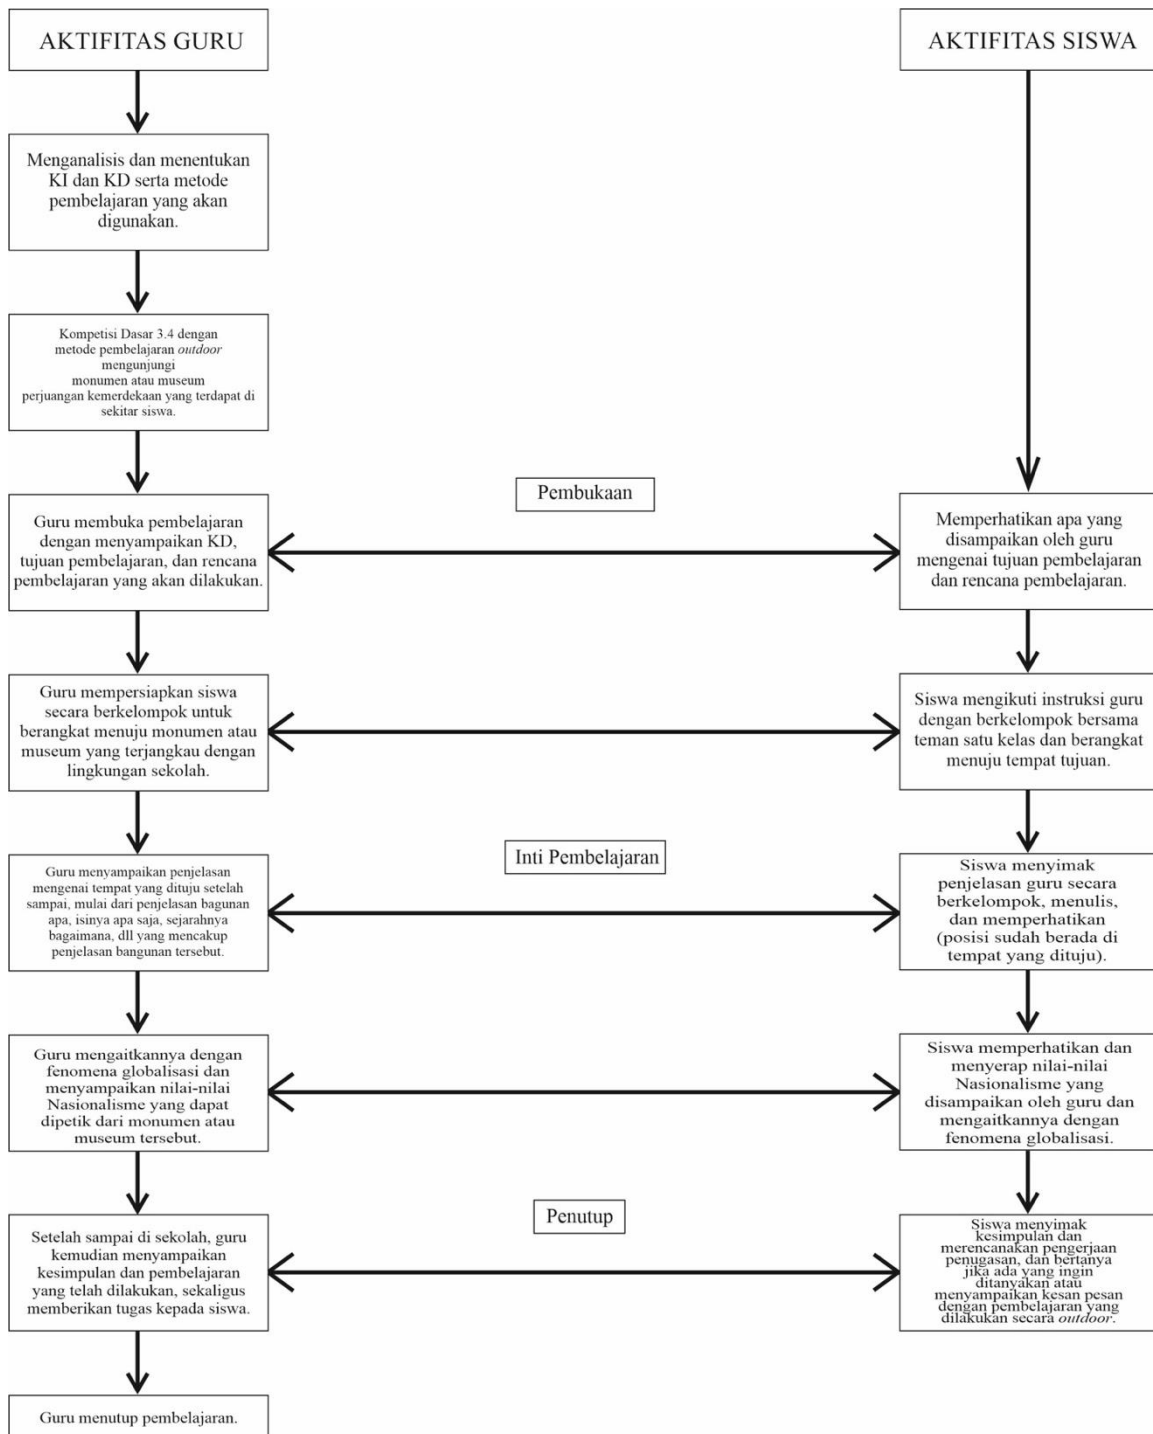 AKTIFITAS GURU
AKTIFITAS SISWA
Menganalisis dan menentukan
KI dan KD serta metode
pembelajaran yang akan
digunakan.
Kompetisi Dasar 3.4 dengan
metode pembelajaran outdoor
mengunjungi
monumen atau museum
perjuangan kemerdekaan yang terdapat di
sekitar siswa.
Pembukaan
Guru membuka pembelajaran
dengan menyampaikan KD,
tujuan pembelajaran, dan rencana
pembelajaran yang akan dilakukan.
Memperhatikan apa yang
disampaikan oleh guru
mengenai tujuan pembelajaran
dan rencana pembelajaran.
Guru mempersiapkan siswa
secara berkelompok untuk
berangkat menuju monumen atau
museum yang terjangkau dengan
lingkungan sekolah.
Siswa mengikuti instruksi guru
dengan berkelompok bersama
teman satu kelas dan berangkat
menuju tempat tujuan.
Inti Pembelajaran
Guru menyampaikan penjelasan
mengenai tempat yang dituju setelah
sampai, mulai dari penjelasan bagunan
apa, isinya apa saja, sejarahnya
bagaimana, dll yang mencakup
penjelasan bangunan tersebut.
Siswa menyimak
penjelasan guru secara
berkelompok, menulis,
dan memperhatikan
(posisi sudah berada di
tempat yang dituju).
Guru mengaitkannya dengan
fenomena globalisasi dan
menyampaikan nilai-nilai
Nasionalisme yang dapat
dipetik dari monumen atau
museum tersebut.
Siswa memperhatikan dan
menyerap nilai-nilai
Nasionalisme yang
disampaikan oleh guru dan
mengaitkannya dengan
fenomena globalisasi.
Penutup
Setelah sampai di sekolah, guru
kemudian menyampaikan
kesimpulan dan pembelajaran
yang telah dilakukan, sekaligus
memberikan tugas kepada siswa.
Siswa menyimak
kesimpulan dan
merencanakan pengerjaan
penugasan, dan bertanya
jika ada yang ingin
ditanyakan atau
menyampaikan kesan pesan
dengan pembelajaran yang
dilakukan secara outdoor.
Guru menutup pembelajaran.